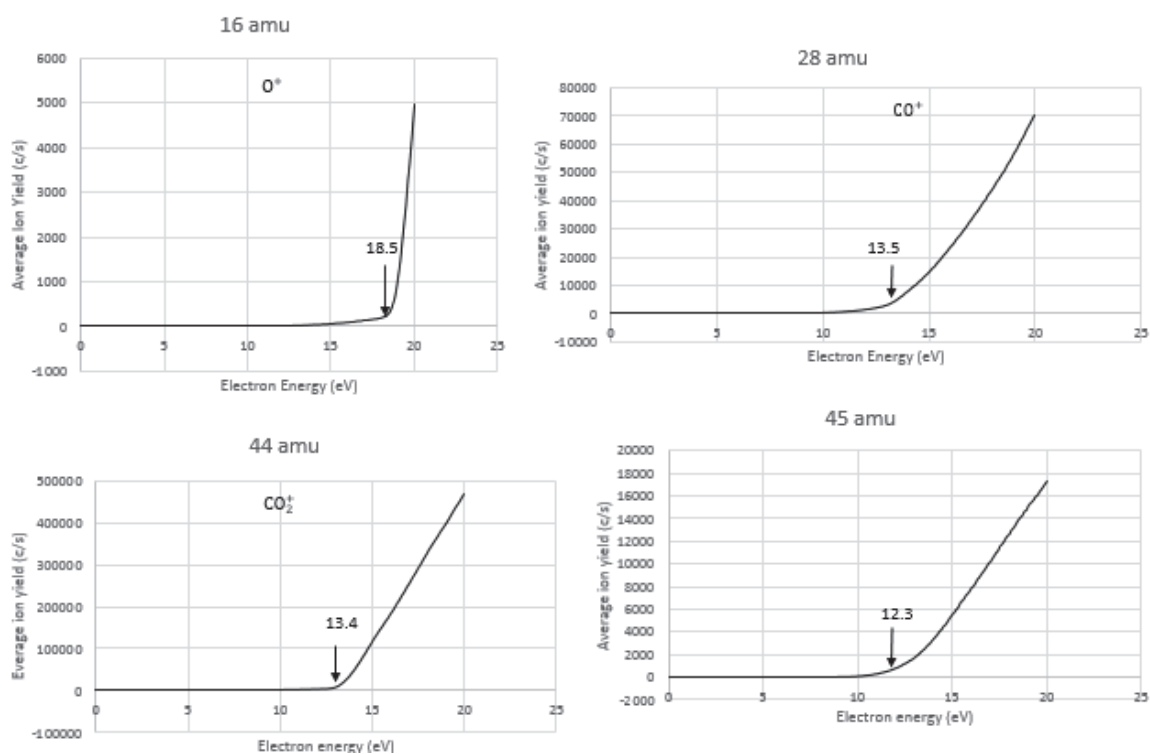 16 amu
6000
5000
4000
3000
2000
1000
0
-1000
0 5 10 15 20 25
O⁺
18.5
Average Ion Yield (c/s)
Electron Energy (eV)
28 amu
80000
70000
60000
50000
40000
30000
20000
10000
0
-10000
0 5 10 15 20 25
CO⁺
13.5
Average ion yield (c/s)
Electron Energy (eV)
44 amu
500000
400000
300000
200000
100000
0
-100000
0 5 10 15 20 25
CO₂⁺
13.4
Everage ion yield (c/s)
Electron energy (eV)
45 amu
20000
18000
16000
14000
12000
10000
8000
6000
4000
2000
0
-2000
0 5 10 15 20 25
12.3
Average ion yield (c/s)
Electron energy (eV)